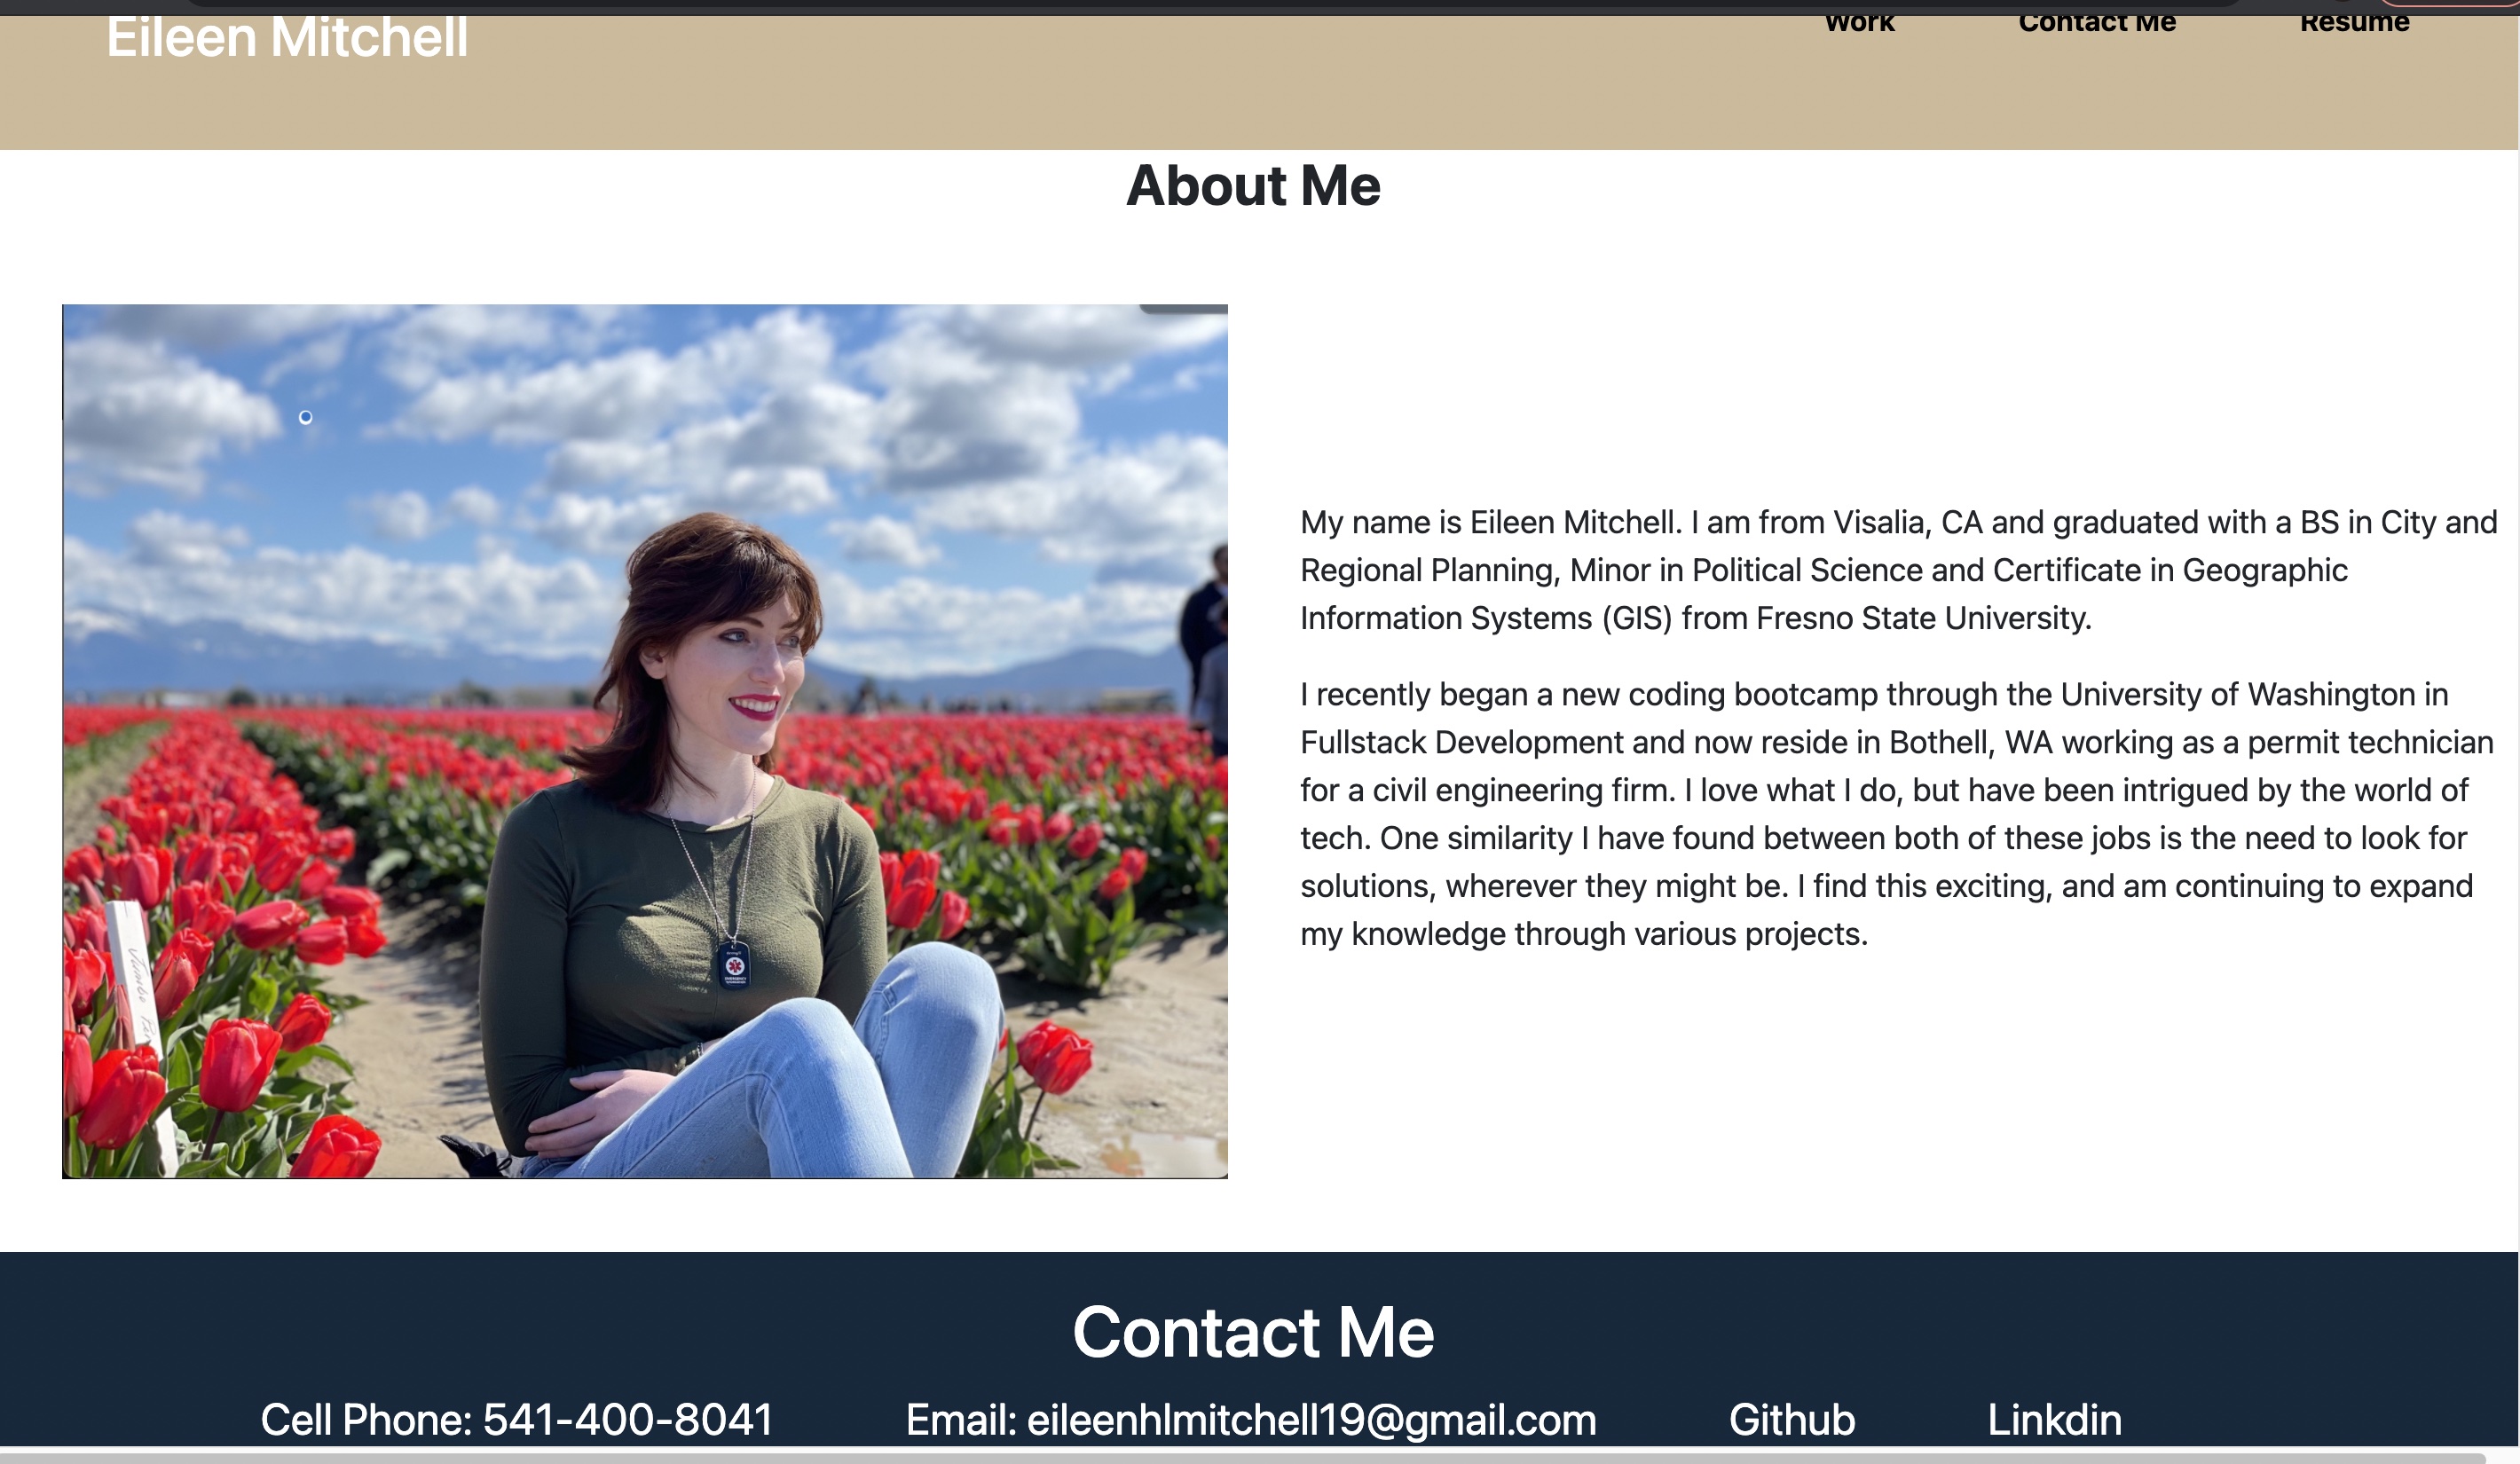 Eileen Mitchell
Work
Contact Me
Resume
About Me
My name is Eileen Mitchell. I am from Visalia, CA and graduated with a BS in City and
Regional Planning, Minor in Political Science and Certificate in Geographic
Information Systems (GIS) from Fresno State University.
I recently began a new coding bootcamp through the University of Washington in
Fullstack Development and now reside in Bothell, WA working as a permit technician
for a civil engineering firm. I love what I do, but have been intrigued by the world of
tech. One similarity I have found between both of these jobs is the need to look for
solutions, wherever they might be. I find this exciting, and am continuing to expand
my knowledge through various projects.
Contact Me
Cell Phone: 541-400-8041
Email: eileenhlmitchell19@gmail.com
Github
Linkdin